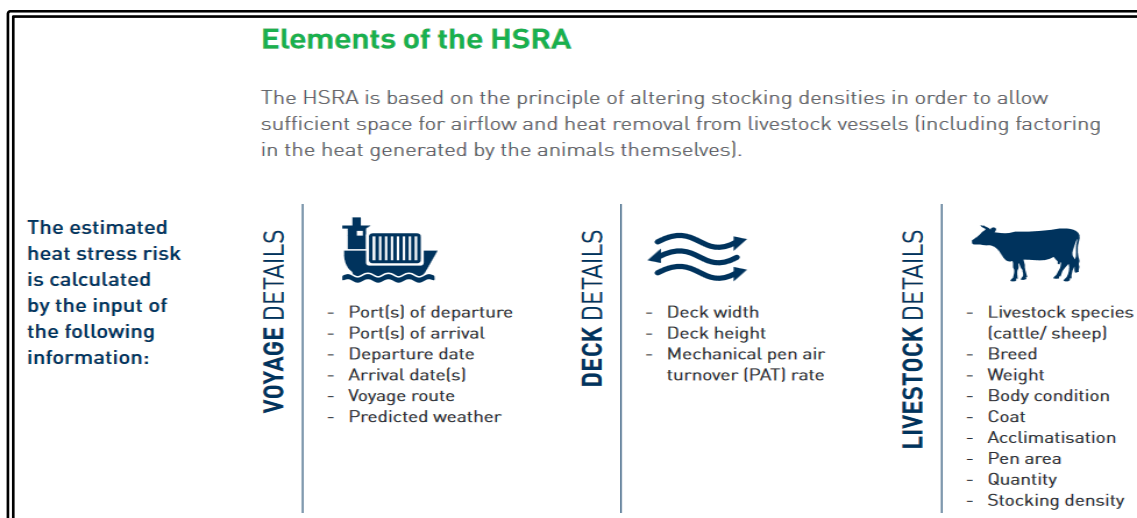 Elements of the HSRA
The HSRA is based on the principle of altering stocking densities in order to allow
sufficient space for airflow and heat removal from livestock vessels (including factoring
in the heat generated by the animals themselves).
The estimated
heat stress risk
is calculated
by the input of
the following
information:
VOYAGE DETAILS
- Port(s) of departure
- Port(s) of arrival
- Departure date
- Arrival date(s)
- Voyage route
- Predicted weather
DECK DETAILS
- Deck width
- Deck height
- Mechanical pen air
turnover (PAT) rate
LIVESTOCK DETAILS
- Livestock species
(cattle/ sheep)
- Breed
- Weight
- Body condition
- Coat
- Acclimatisation
- Pen area
- Quantity
- Stocking density